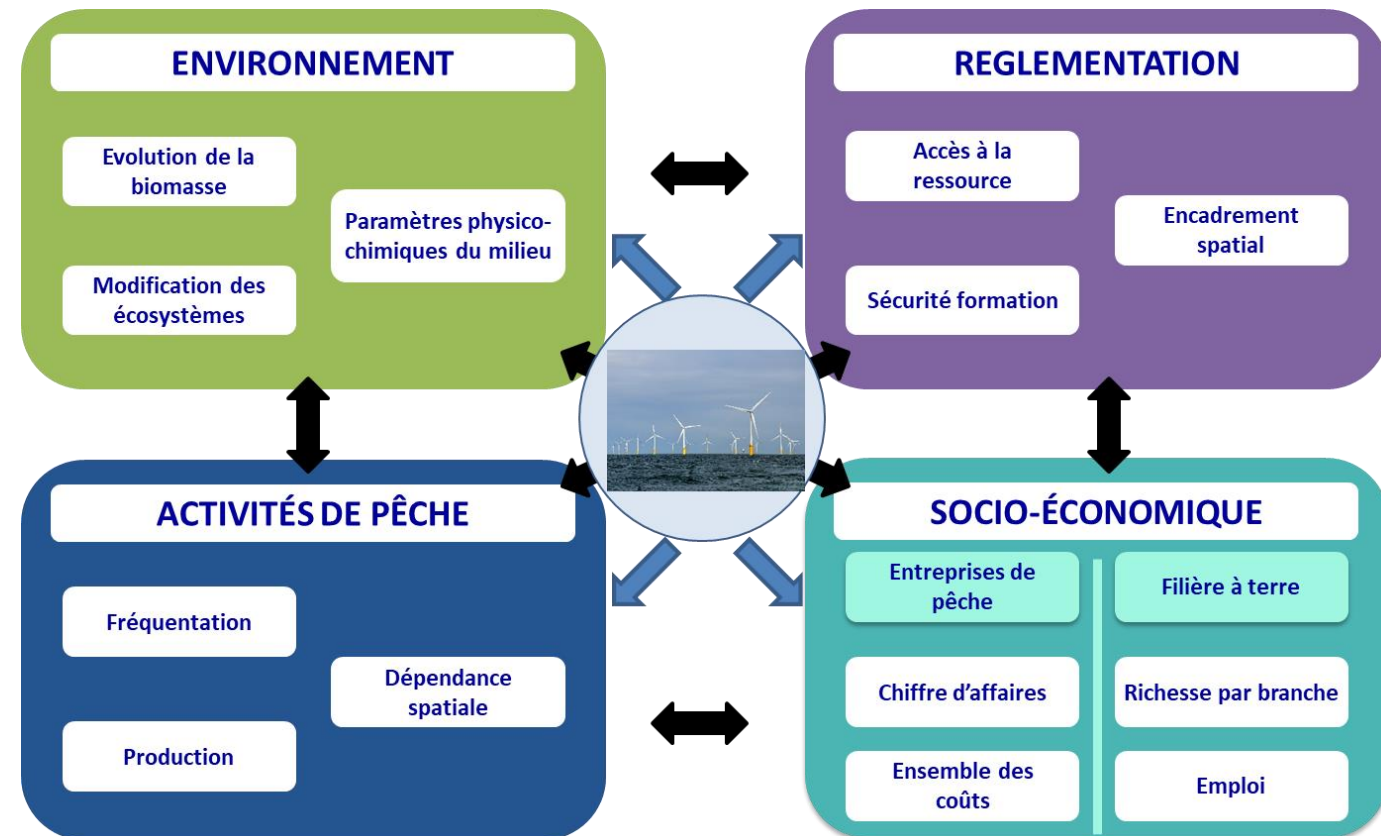 ENVIRONNEMENT
Evolution de la
biomasse
Paramètres physico-
chimiques du milieu
Modification des
écosystèmes
REGLEMENTATION
Accès à la
ressource
Encadrement
spatial
Sécurité formation
ACTIVITÉS DE PÊCHE
Fréquentation
Dépendance
spatiale
Production
SOCIO-ÉCONOMIQUE
Entreprises de
pêche
Filière à terre
Chiffre d’affaires
Richesse par branche
Ensemble des
coûts
Emploi